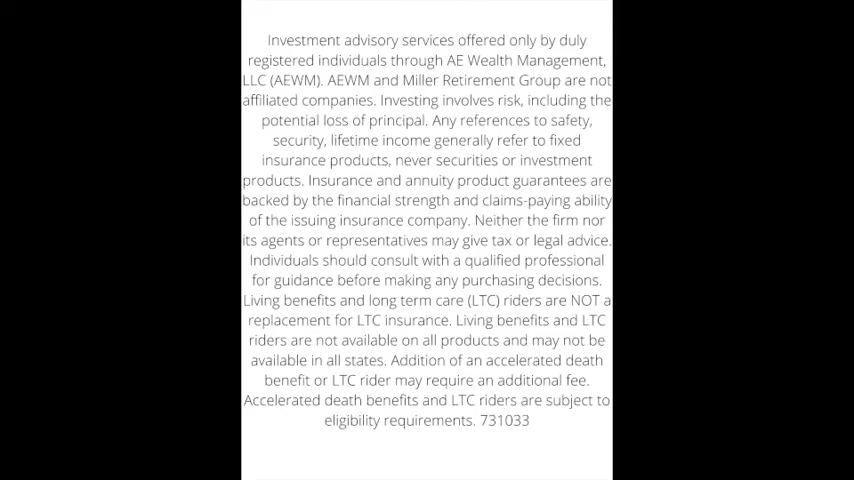 Investment advisory services offered only by duly
registered individuals through AE Wealth Management,
LLC (AEWM). AEWM and Miller Retirement Group are not
affiliated companies. Investing involves risk, including the
potential loss of principal. Any references to safety,
security, lifetime income generally refer to fixed
insurance products, never securities or investment
products. Insurance and annuity product guarantees are
backed by the financial strength and claims-paying ability
of the issuing insurance company. Neither the firm nor
its agents or representatives may give tax or legal advice.
Individuals should consult with a qualified professional
for guidance before making any purchasing decisions.
Living benefits and long term care (LTC) riders are NOT a
replacement for LTC insurance. Living benefits and LTC
riders are not available on all products and may not be
available in all states. Addition of an accelerated death
benefit or LTC rider may require an additional fee.
Accelerated death benefits and LTC riders are subject to
eligibility requirements. 731033